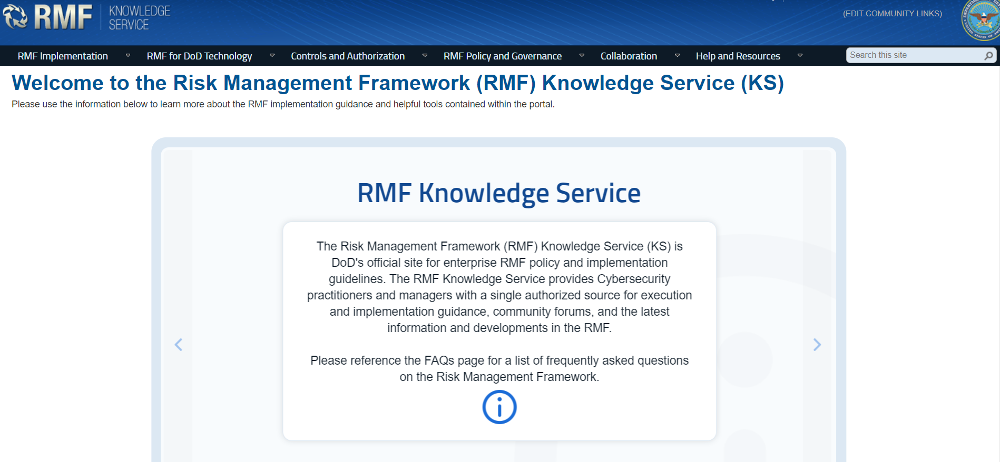 RMF KNOWLEDGE
SERVICE
(EDIT COMMUNITY LINKS)
RMF Implementation RMF for DoD Technology Controls and Authorization RMF Policy and Governance Collaboration Help and Resources Search this site
Welcome to the Risk Management Framework (RMF) Knowledge Service (KS)
Please use the information below to learn more about the RMF implementation guidance and helpful tools contained within the portal.
RMF Knowledge Service
The Risk Management Framework (RMF) Knowledge Service (KS) is
DoD's official site for enterprise RMF policy and implementation
guidelines. The RMF Knowledge Service provides Cybersecurity
practitioners and managers with a single authorized source for execution
and implementation guidance, community forums, and the latest
information and developments in the RMF.
Please reference the FAQs page for a list of frequently asked questions
on the Risk Management Framework.